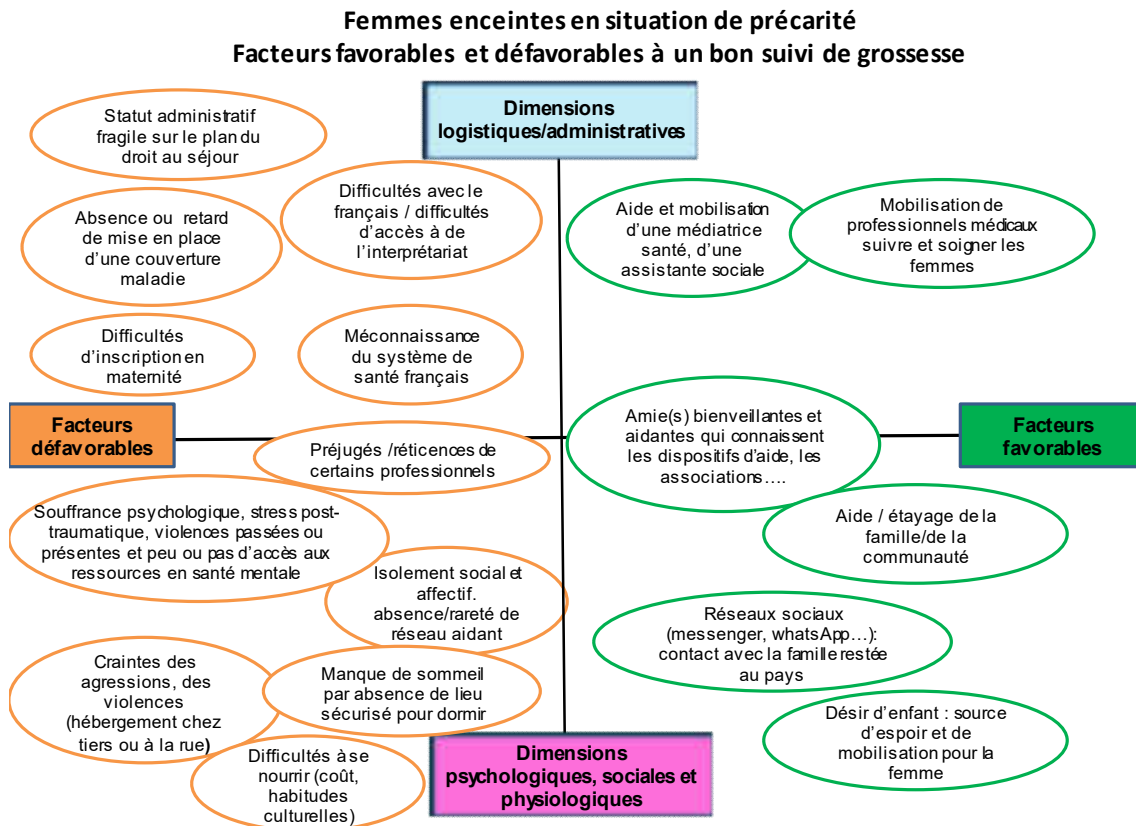 Femmes enceintes en situation de précarité
Facteurs favorables et défavorables à un bon suivi de grossesse
Dimensions
logistiques/administratives
Statut administratif
fragile sur le plan du
droit au séjour
Difficultés avec le
français / difficultés
d'accès à de
l'interprétariat
Absence ou retard
de mise en place
d'une couverture
maladie
Aide et mobilisation
d'une médiatrice
santé, d'une
assistante sociale
Mobilisation de
professionnels médicaux
suivre et soigner les
femmes
Difficultés
d'inscription en
maternité
Méconnaissance
du système de
santé français
Facteurs
défavorables
Préjugés /réticences de
certains professionnels
Amie(s) bienveillantes et
aidantes qui connaissent
les dispositifs d'aide, les
associations….
Facteurs
favorables
Souffrance psychologique, stress post-
traumatique, violences passées ou
présentes et peu ou pas d'accès aux
ressources en santé mentale
Aide / étayage de la
famille/de la
communauté
Isolement social et
affectif.
absence/rareté de
réseau aidant
Réseaux sociaux
(messenger, whatsApp…):
contact avec la famille restée
au pays
Craintes des
agressions, des
violences
(hébergement chez
tiers ou à la rue)
Manque de sommeil
par absence de lieu
sécurisé pour dormir
Désir d'enfant : source
d'espoir et de
mobilisation pour la
femme
Difficultés à se
nourrir (coût,
habitudes
culturelles)
Dimensions
psychologiques, sociales et
physiologiques